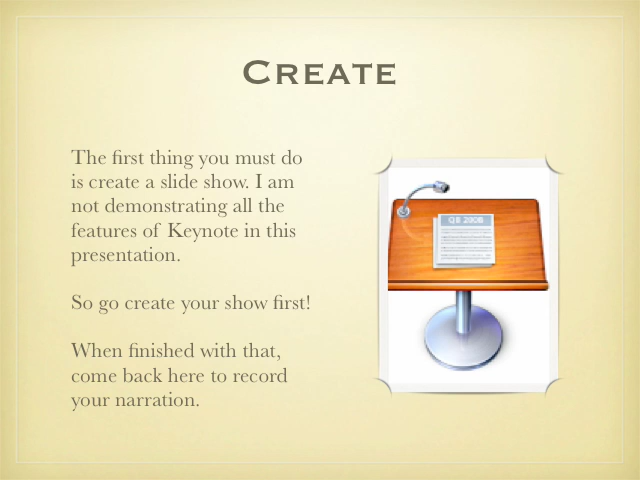 CREATE
The first thing you must do
is create a slide show. I am
not demonstrating all the
features of Keynote in this
presentation.
So go create your show first!
When finished with that,
come back here to record
your narration.
QB 2008